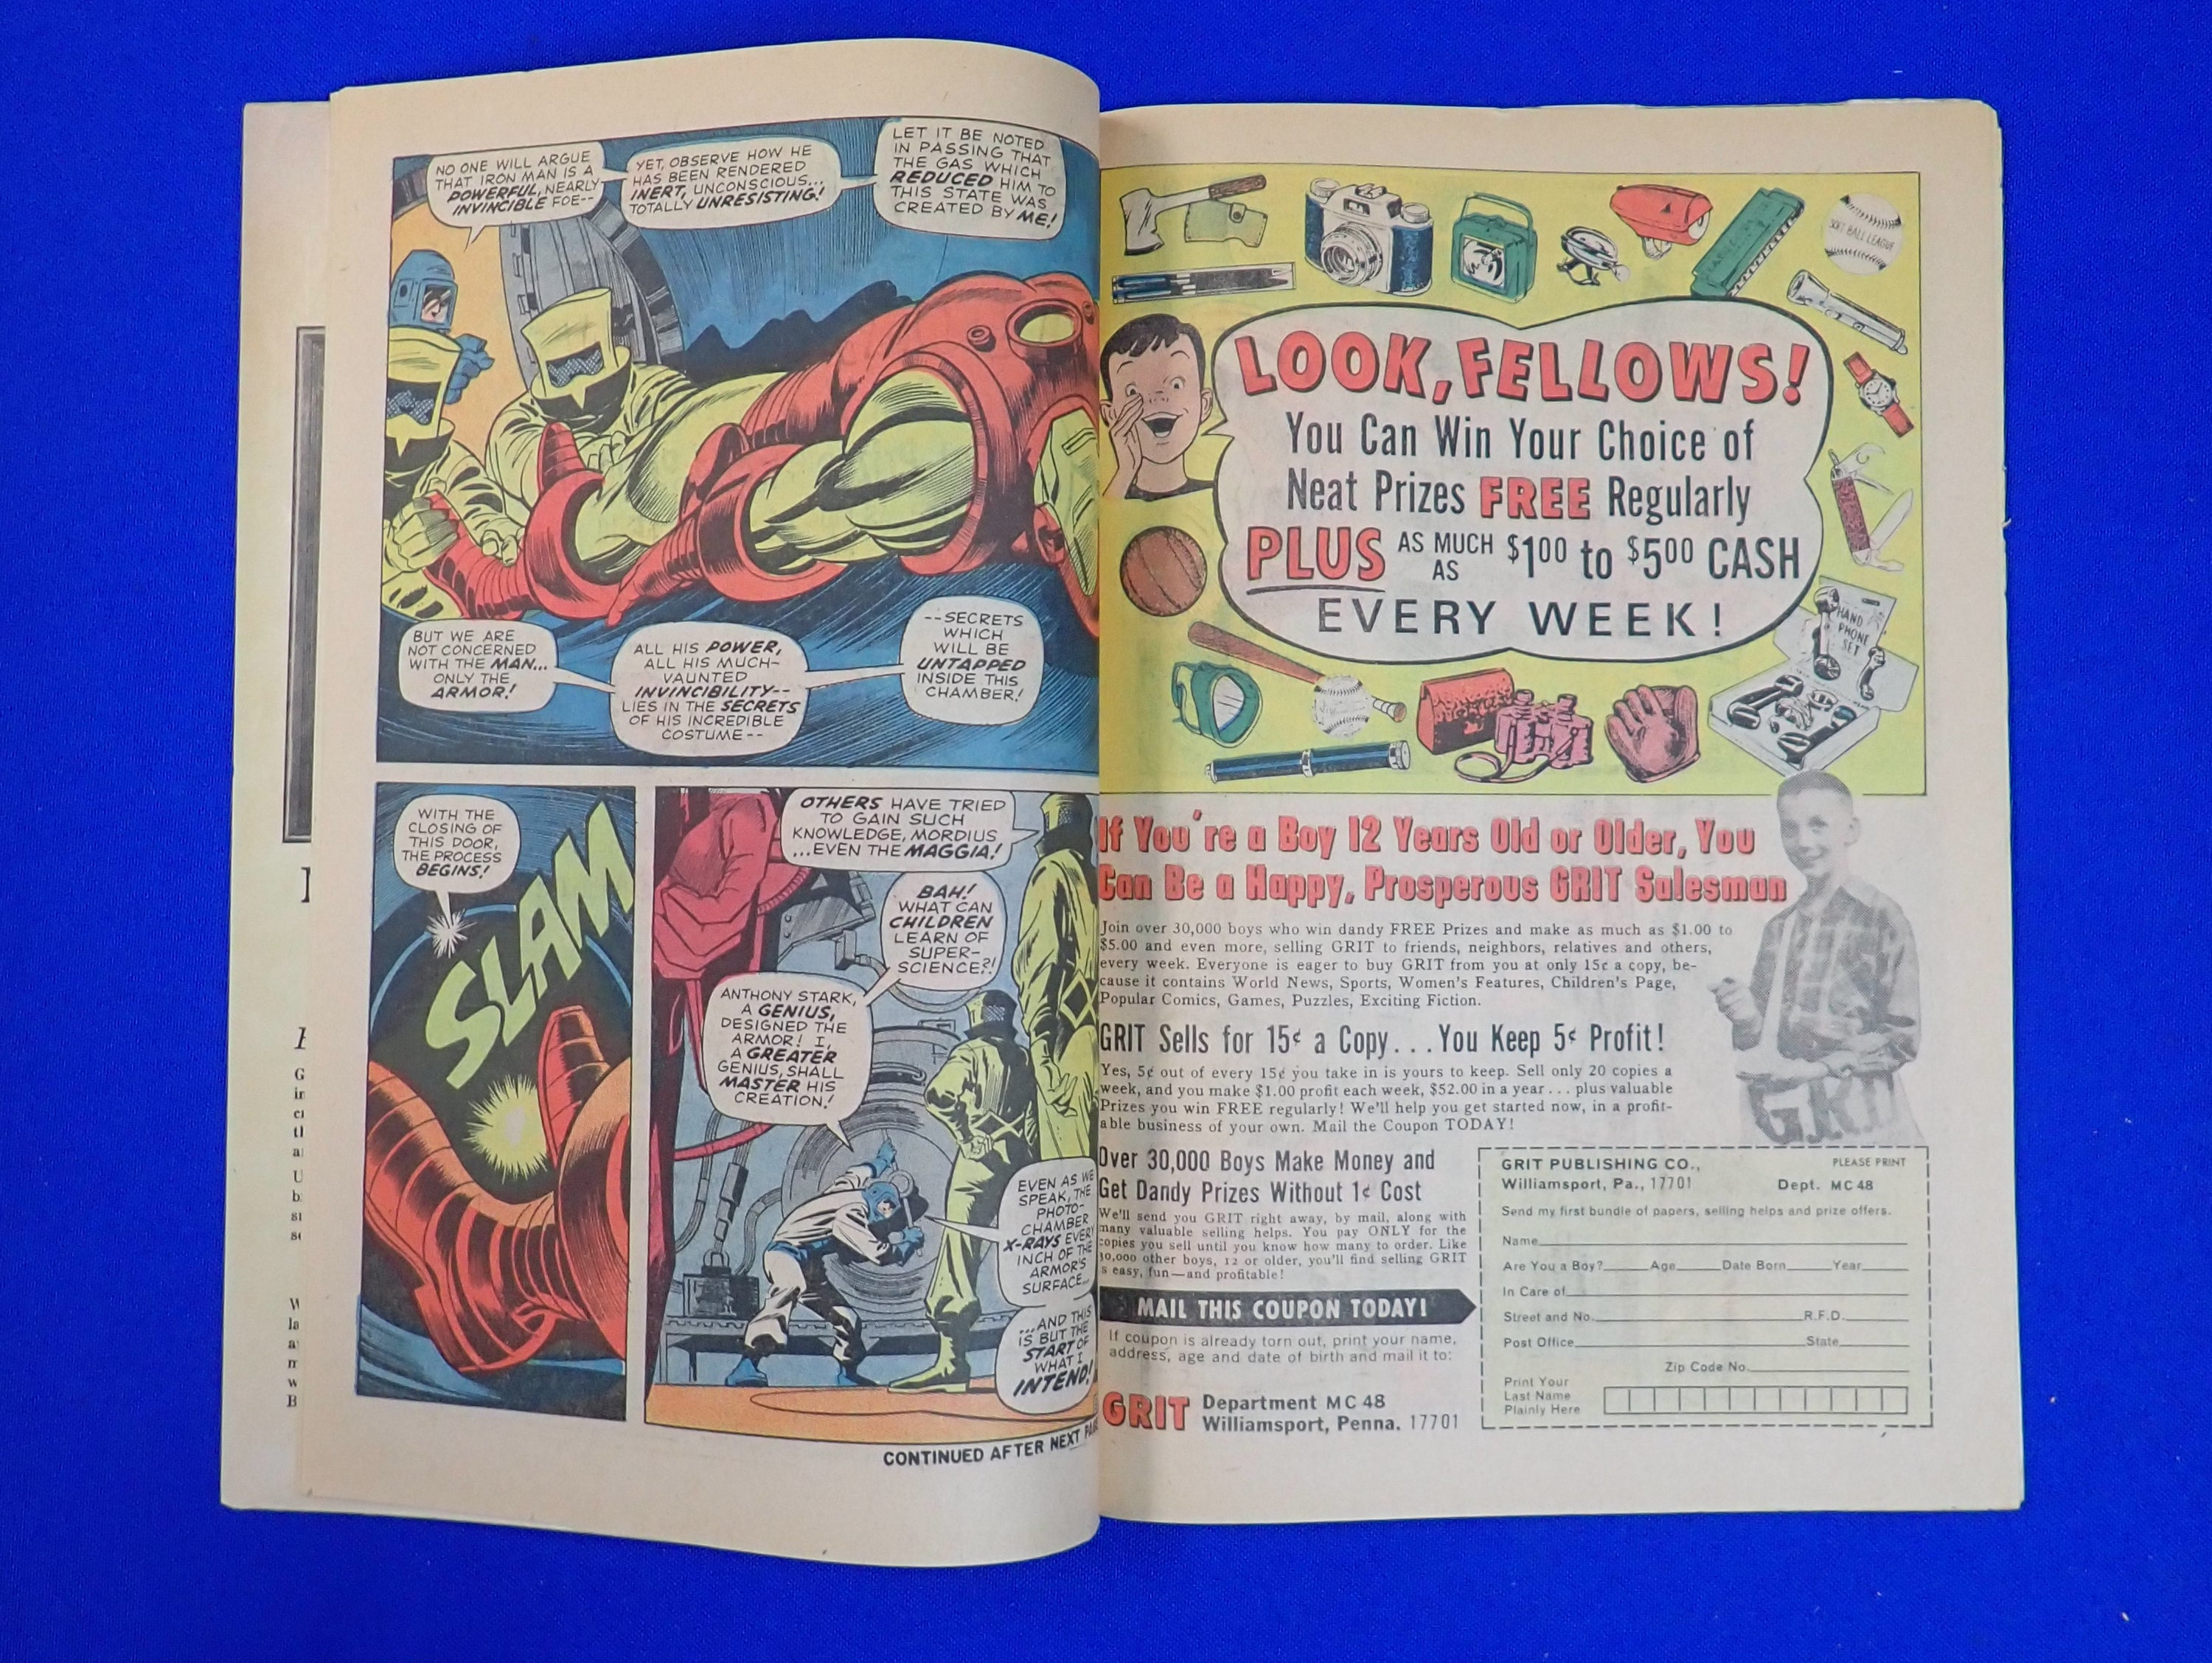 NO ONE WILL ARGUE
THAT IRON MAN IS A
POWERFUL, NEARLY
INVINCIBLE FOE--
YET, OBSERVE HOW HE
HAS BEEN RENDERED
INERT, UNCONSCIOUS...
TOTALLY UNRESISTING!
LET IT BE NOTED
IN PASSING THAT
THE GAS WHICH
REDUCED HIM TO
THIS STATE WAS
CREATED BY ME!
BUT WE ARE
NOT CONCERNED
WITH THE MAN...
ONLY THE
ARMOR!
ALL HIS POWER,
ALL HIS MUCH-
VAUNTED
INVINCIBILITY--
LIES IN THE SECRETS
OF HIS INCREDIBLE
COSTUME--
--SECRETS
WHICH
WILL BE
UNTAPPED
INSIDE THIS
CHAMBER!
WITH THE
CLOSING OF
THIS DOOR,
THE PROCESS
BEGINS!
SLAM
OTHERS HAVE TRIED
TO GAIN SUCH
KNOWLEDGE, MORDIUS
...EVEN THE MAGGIA!
BAH!
WHAT CAN
CHILDREN
LEARN OF
SUPER-
SCIENCE?!
ANTHONY STARK,
A GENIUS,
DESIGNED THE
ARMOR! I,
A GREATER
GENIUS, SHALL
MASTER HIS
CREATION!
EVEN AS WE
SPEAK, THE
PHOTO-
CHAMBER
X-RAYS EVERY
INCH OF THE
ARMOR'S
SURFACE...
...AND THIS
IS BUT THE
START OF
WHAT I
INTEND!
CONTINUED AFTER NEXT
SOFT BALL LEAGUE
LOOK, FELLOWS!
You Can Win Your Choice of
Neat Prizes FREE Regularly
PLUS AS MUCH AS $1.00 to $5.00 CASH
EVERY WEEK!
HAND
PHONE
SET
If You're a Boy 12 Years Old or Older, You
Can Be a Happy, Prosperous GRIT Salesman
Join over 30,000 boys who win dandy FREE Prizes and make as much as $1.00 to
$5.00 and even more, selling GRIT to friends, neighbors, relatives and others,
every week. Everyone is eager to buy GRIT from you at only 15¢ a copy, be-
cause it contains World News, Sports, Women's Features, Children's Page,
Popular Comics, Games, Puzzles, Exciting Fiction.
GRIT Sells for 15¢ a Copy...You Keep 5¢ Profit!
Yes, 5¢ out of every 15¢ you take in is yours to keep. Sell only 20 copies a
week, and you make $1.00 profit each week, $52.00 in a year... plus valuable
Prizes you win FREE regularly! We'll help you get started now, in a profit-
able business of your own. Mail the Coupon TODAY!
GRIT
Over 30,000 Boys Make Money and
Get Dandy Prizes Without 1¢ Cost
We'll send you GRIT right away, by mail, along with
many valuable selling helps. You pay ONLY for the
copies you sell until you know how many to order. Like
30,000 other boys, 12 or older, you'll find selling GRIT
is easy, fun—and profitable!
MAIL THIS COUPON TODAY!
If coupon is already torn out, print your name,
address, age and date of birth and mail it to:
GRIT Department MC 48
Williamsport, Penna. 17701
GRIT PUBLISHING CO., PLEASE PRINT
Williamsport, Pa., 17701 Dept. MC 48
Send my first bundle of papers, selling helps and prize offers.
Name
Are You a Boy? Age Date Born Year
In Care of
Street and No. R.F.D.
Post Office State
Zip Code No.
Print Your
Last Name
Plainly Here